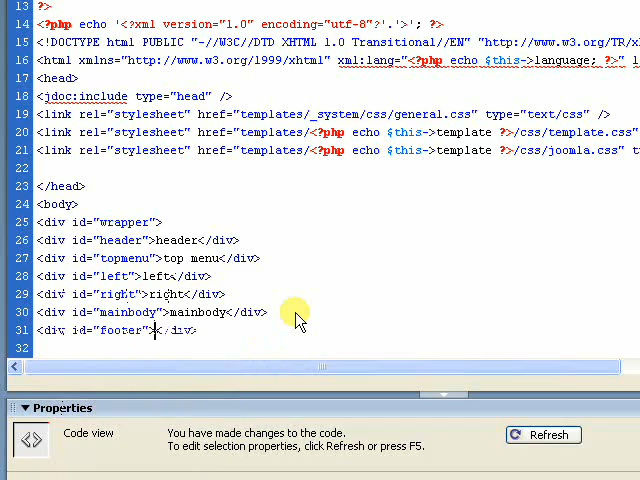 13 ?>
14 <?php echo '<?xml version="1.0" encoding="utf-8"?'.'>'; ?>
15 <!DOCTYPE html PUBLIC "-//W3C//DTD XHTML 1.0 Transitional//EN" "http://www.w3.org/TR/x
16 <html xmlns="http://www.w3.org/1999/xhtml" xml:lang="<?php echo $this->language; ?>" l
17 <head>
18 <jdoc:include type="head" />
19 <link rel="stylesheet" href="templates/_system/css/general.css" type="text/css" />
20 <link rel="stylesheet" href="templates/<?php echo $this->template ?>/css/template.css"
21 <link rel="stylesheet" href="templates/<?php echo $this->template ?>/css/joomla.css" t
22
23 </head>
24 <body>
25 <div id="wrapper">
26 <div id="header">header</div>
27 <div id="topmenu">top menu</div>
28 <div id="left">left</div>
29 <div id="right">right</div>
30 <div id="mainbody">mainbody</div>
31 <div id="footer"></div>
32
Properties
Code view
You have made changes to the code.
To edit selection properties, click Refresh or press F5.
Refresh